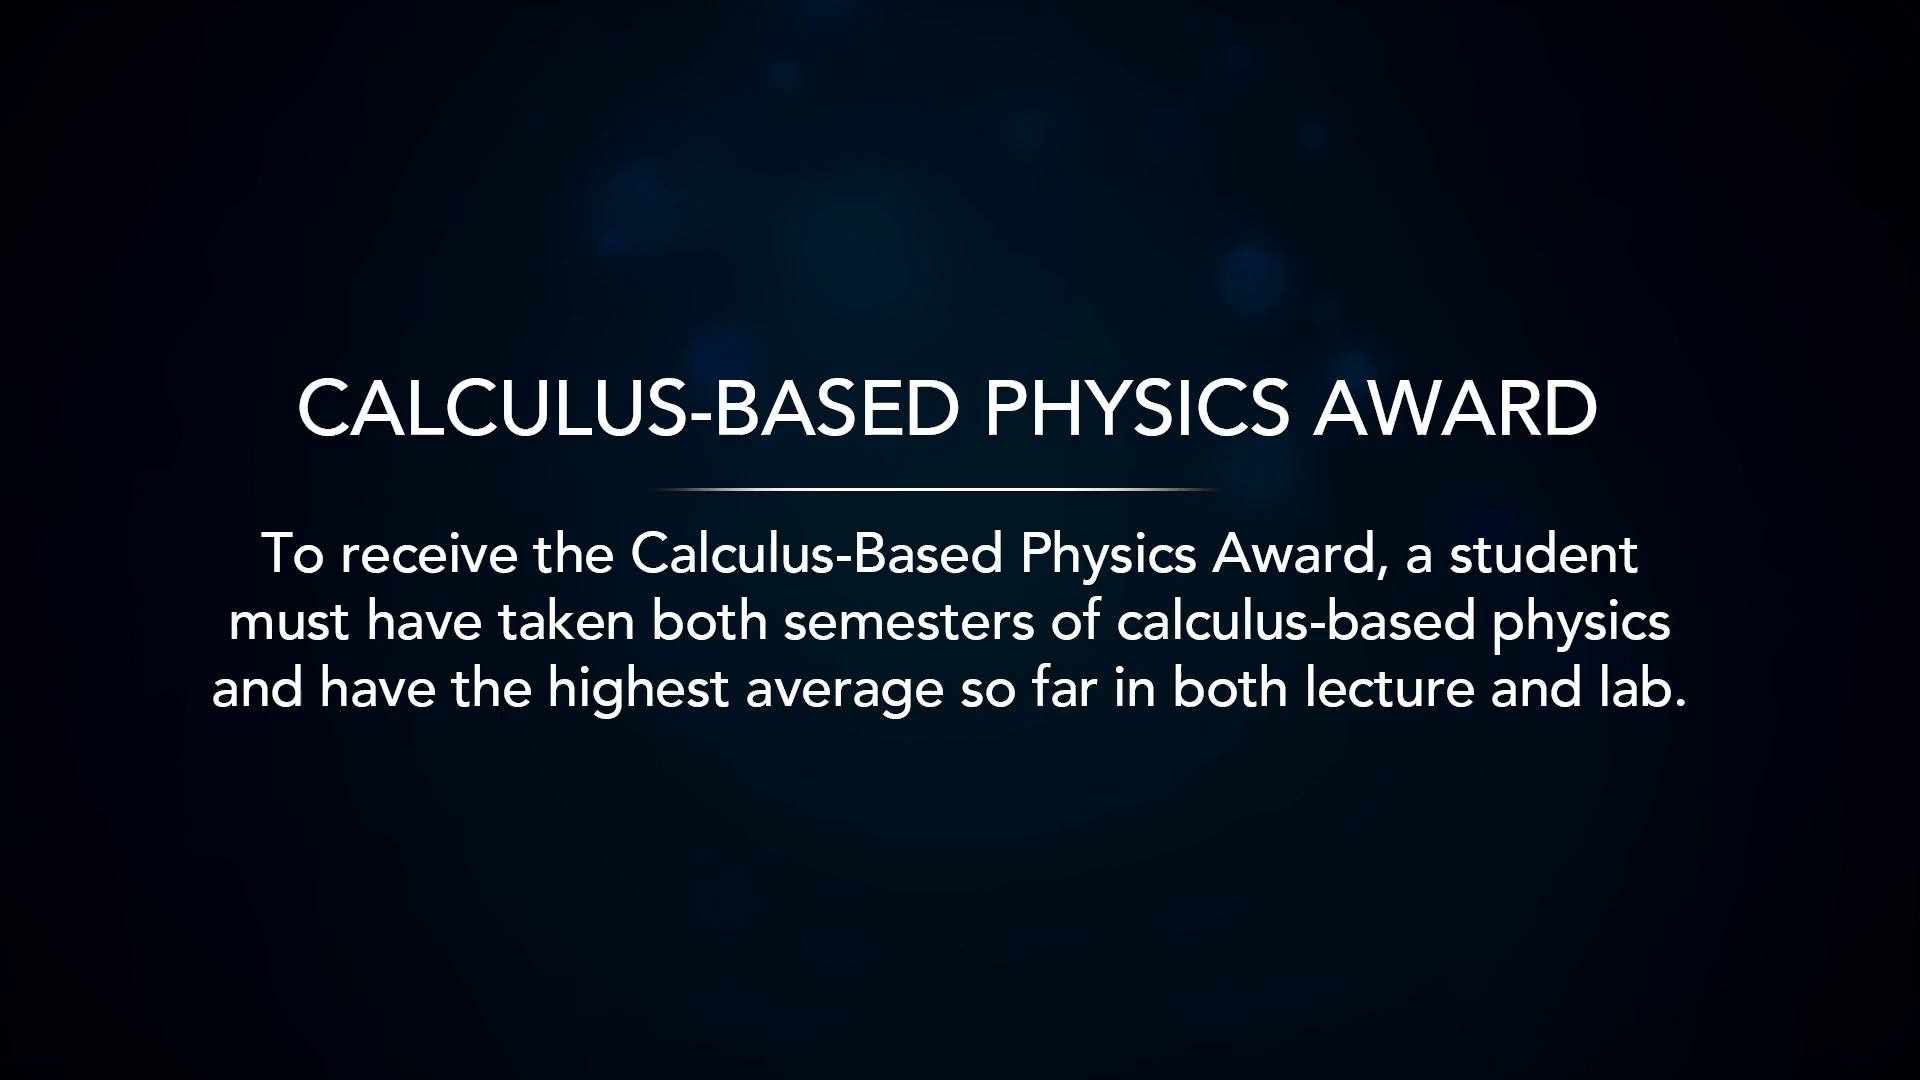 CALCULUS-BASED PHYSICS AWARD
To receive the Calculus-Based Physics Award, a student
must have taken both semesters of calculus-based physics
and have the highest average so far in both lecture and lab.